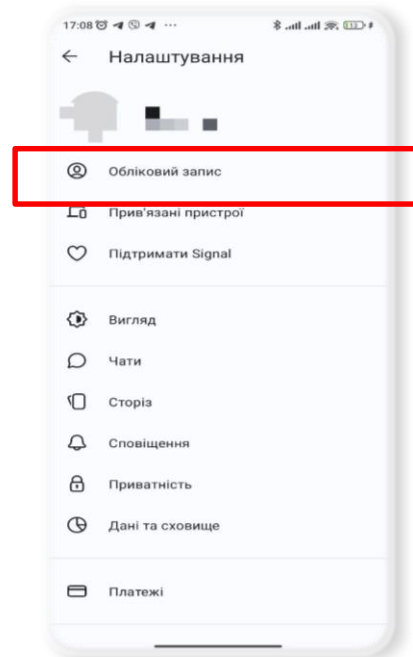 17:08
Налаштування
Обліковий запис
Прив'язані пристрої
Підтримати Signal
Вигляд
Чати
Сторіз
Сповіщення
Приватність
Дані та сховище
Платежі